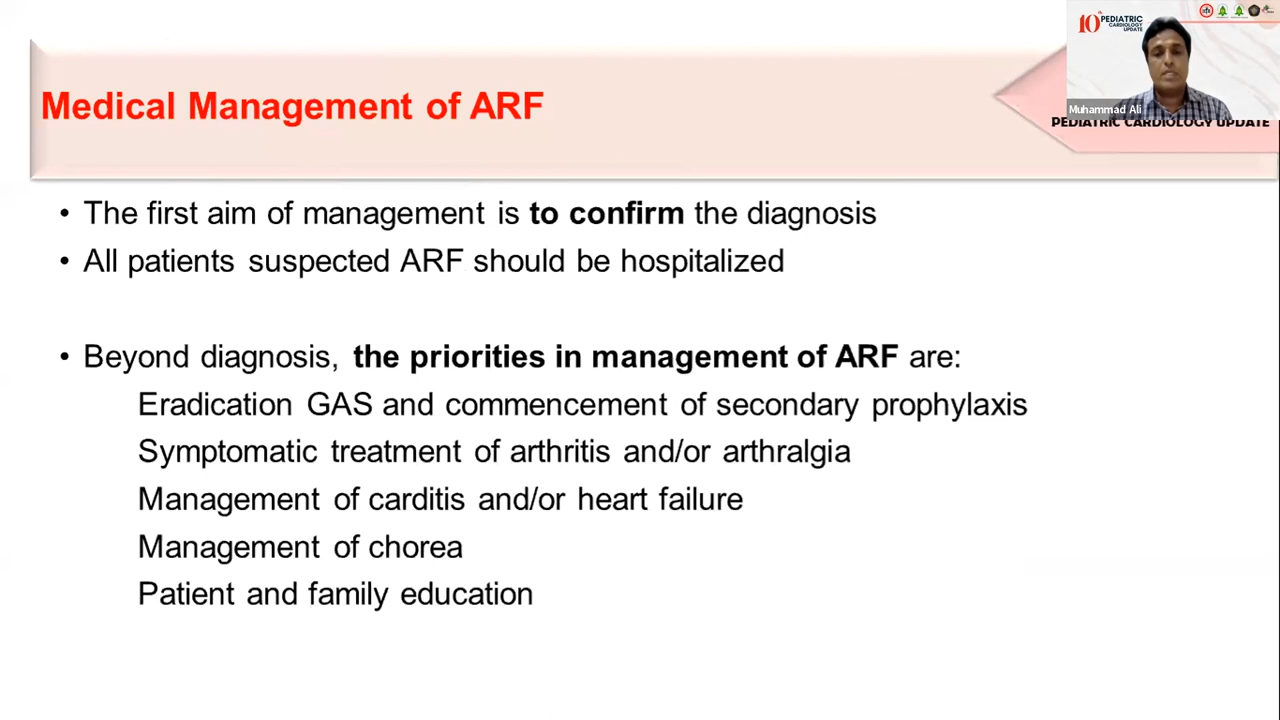 10th PEDIATRIC
CARDIOLOGY
UPDATE
Muhammad Ali
PEDIATRIC CARDIOLOGY UPDATE
Medical Management of ARF
• The first aim of management is to confirm the diagnosis
• All patients suspected ARF should be hospitalized
• Beyond diagnosis, the priorities in management of ARF are:
Eradication GAS and commencement of secondary prophylaxis
Symptomatic treatment of arthritis and/or arthralgia
Management of carditis and/or heart failure
Management of chorea
Patient and family education